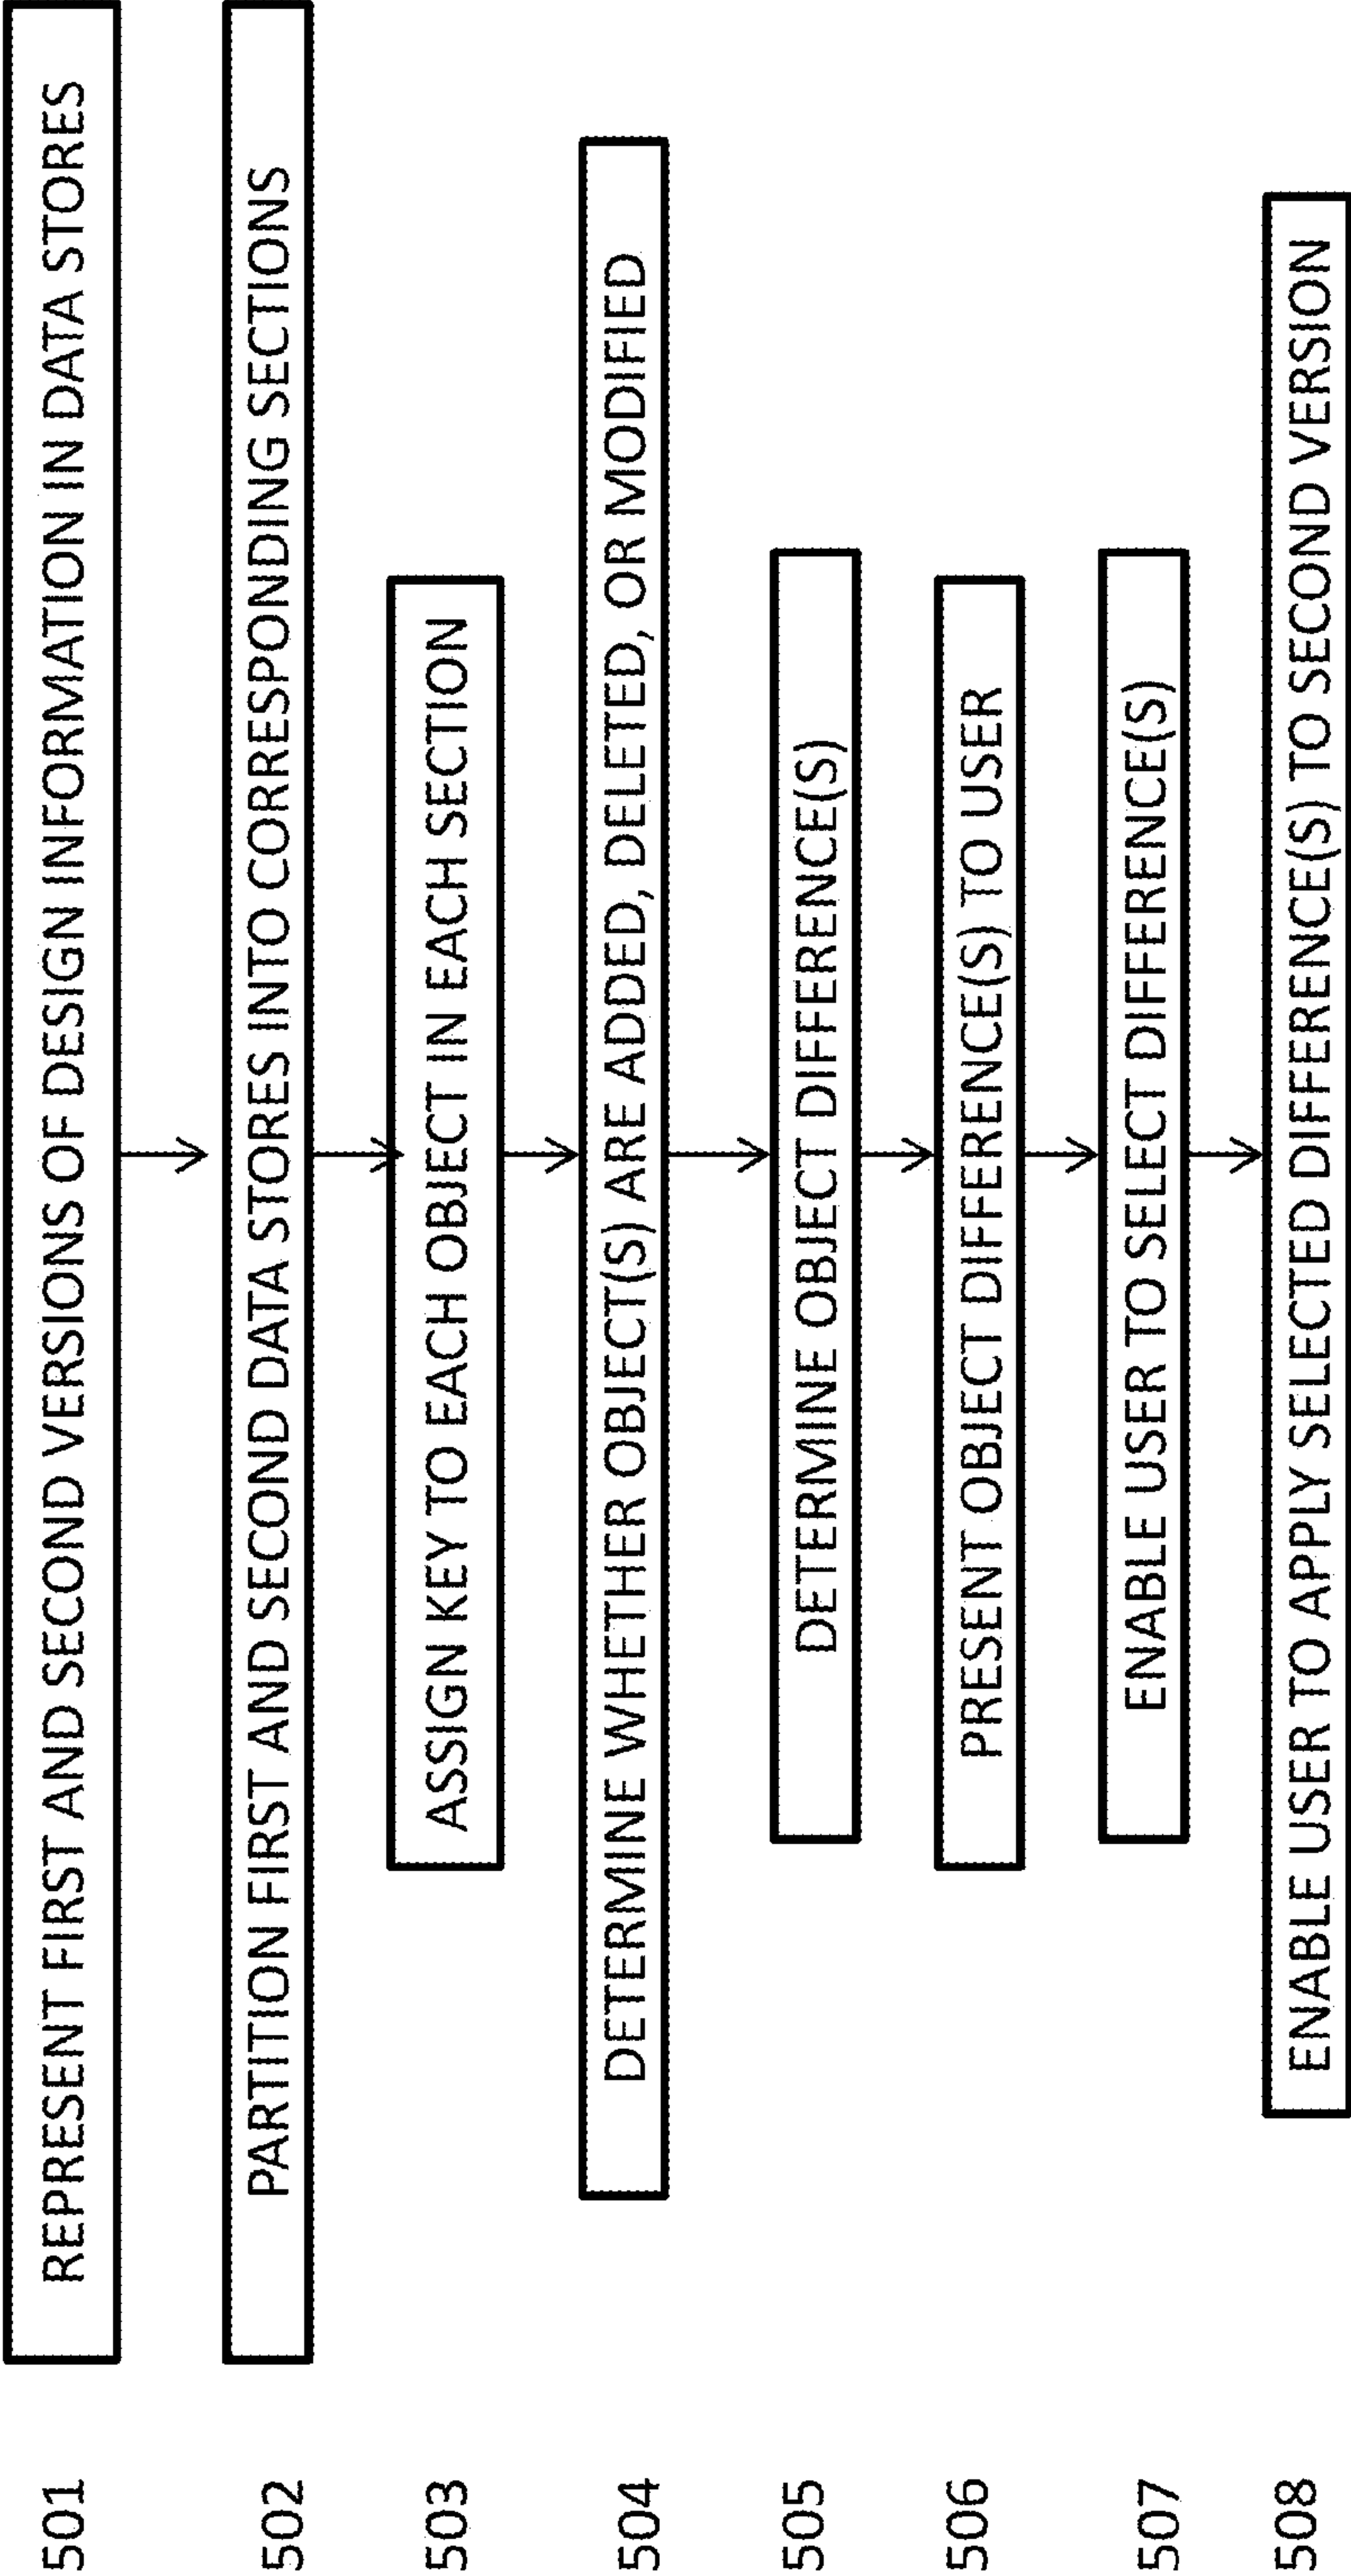 501 REPRESENT FIRST AND SECOND VERSIONS OF DESIGN INFORMATION IN DATA STORES
502 PARTITION FIRST AND SECOND DATA STORES INTO CORRESPONDING SECTIONS
503 ASSIGN KEY TO EACH OBJECT IN EACH SECTION
504 DETERMINE WHETHER OBJECT(S) ARE ADDED, DELETED, OR MODIFIED
505 DETERMINE OBJECT DIFFERENCE(S)
506 PRESENT OBJECT DIFFERENCE(S) TO USER
507 ENABLE USER TO SELECT DIFFERENCE(S)
508 ENABLE USER TO APPLY SELECTED DIFFERENCE(S) TO SECOND VERSION